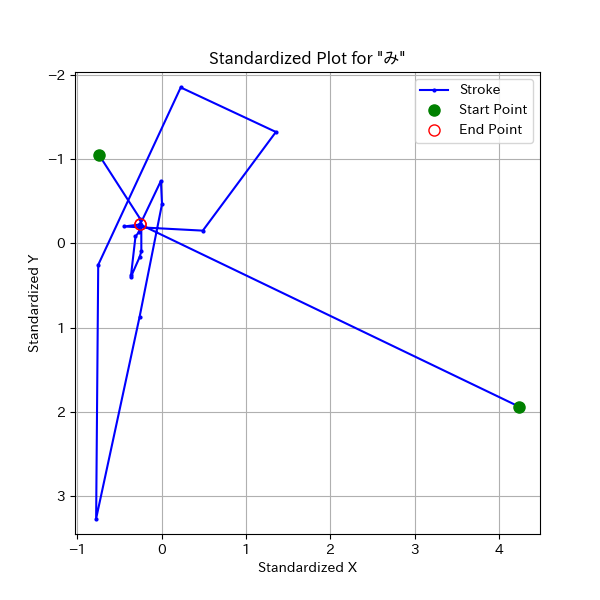 Standardized Plot for "み"
Stroke
Start Point
End Point
−2
−1
0
1
2
3
Standardized Y
−1
0
1
2
3
4
Standardized X